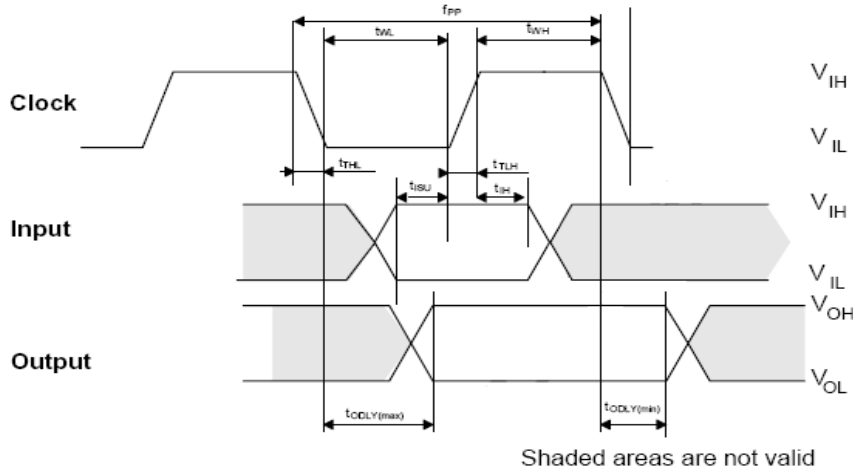 fPP
tWL
tWH
VIH
Clock
VIL
tTHL
tTLH
tISU
tIH
VIH
Input
VIL
VOH
Output
VOL
tODLY(max)
tODLY(min)
Shaded areas are not valid